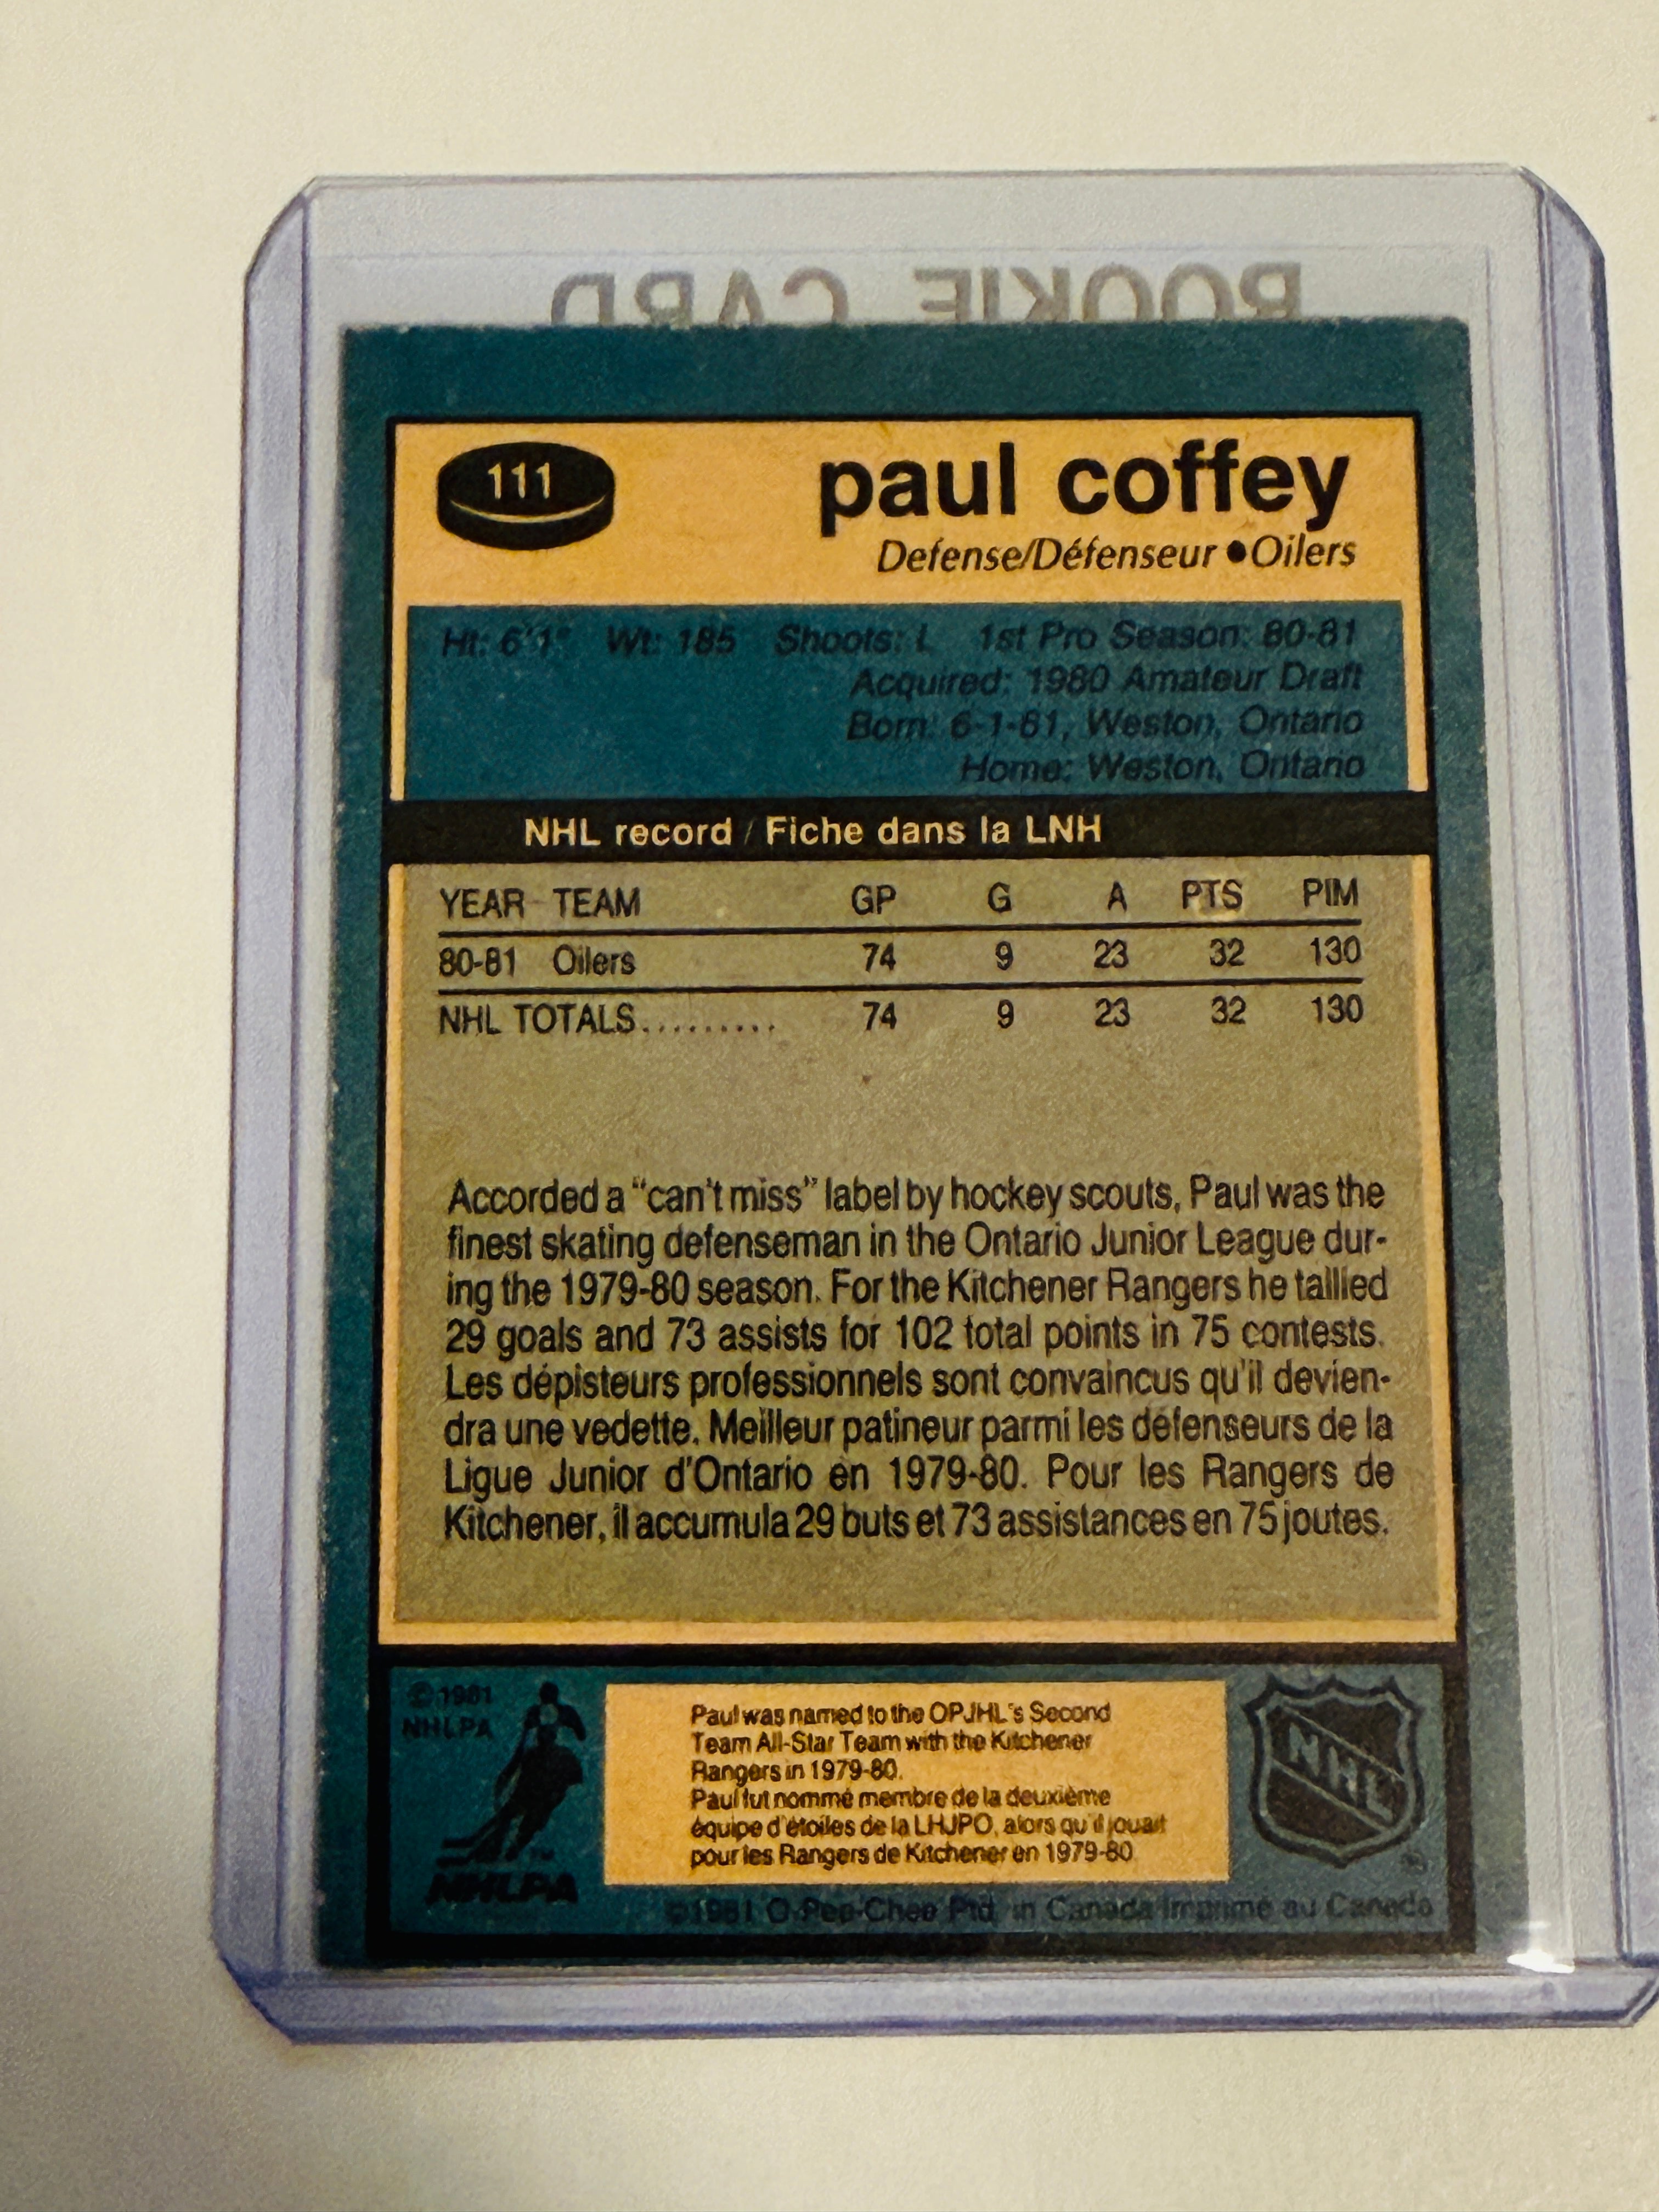 ROOKIE CARD
111
paul coffey
Defense/Défenseur ● Oilers
Ht: 6'1" Wt: 185 Shoots: L 1st Pro Season: 80-81
Acquired: 1980 Amateur Draft
Born: 6-1-61, Weston, Ontario
Home: Weston, Ontario
NHL record / Fiche dans la LNH
YEAR TEAM GP G A PTS PIM
80-81 Oilers 74 9 23 32 130
NHL TOTALS......... 74 9 23 32 130
Accorded a "can't miss" label by hockey scouts, Paul was the
finest skating defenseman in the Ontario Junior League dur-
ing the 1979-80 season. For the Kitchener Rangers he tallied
29 goals and 73 assists for 102 total points in 75 contests.
Les dépisteurs professionnels sont convaincus qu'il devien-
dra une vedette. Meilleur patineur parmi les défenseurs de la
Ligue Junior d'Ontario en 1979-80. Pour les Rangers de
Kitchener, il accumula 29 buts et 73 assistances en 75 joutes.
© 1981
NHLPA
NHLPA
Paul was named to the OPJHL's Second
Team All-Star Team with the Kitchener
Rangers in 1979-80.
Paul fut nommé membre de la deuxième
équipe d'étoiles de la LHJPO, alors qu'il jouait
pour les Rangers de Kitchener en 1979-80
NHL
©1981 O-Pee-Chee Ptd. in Canada Imprimé au Canada